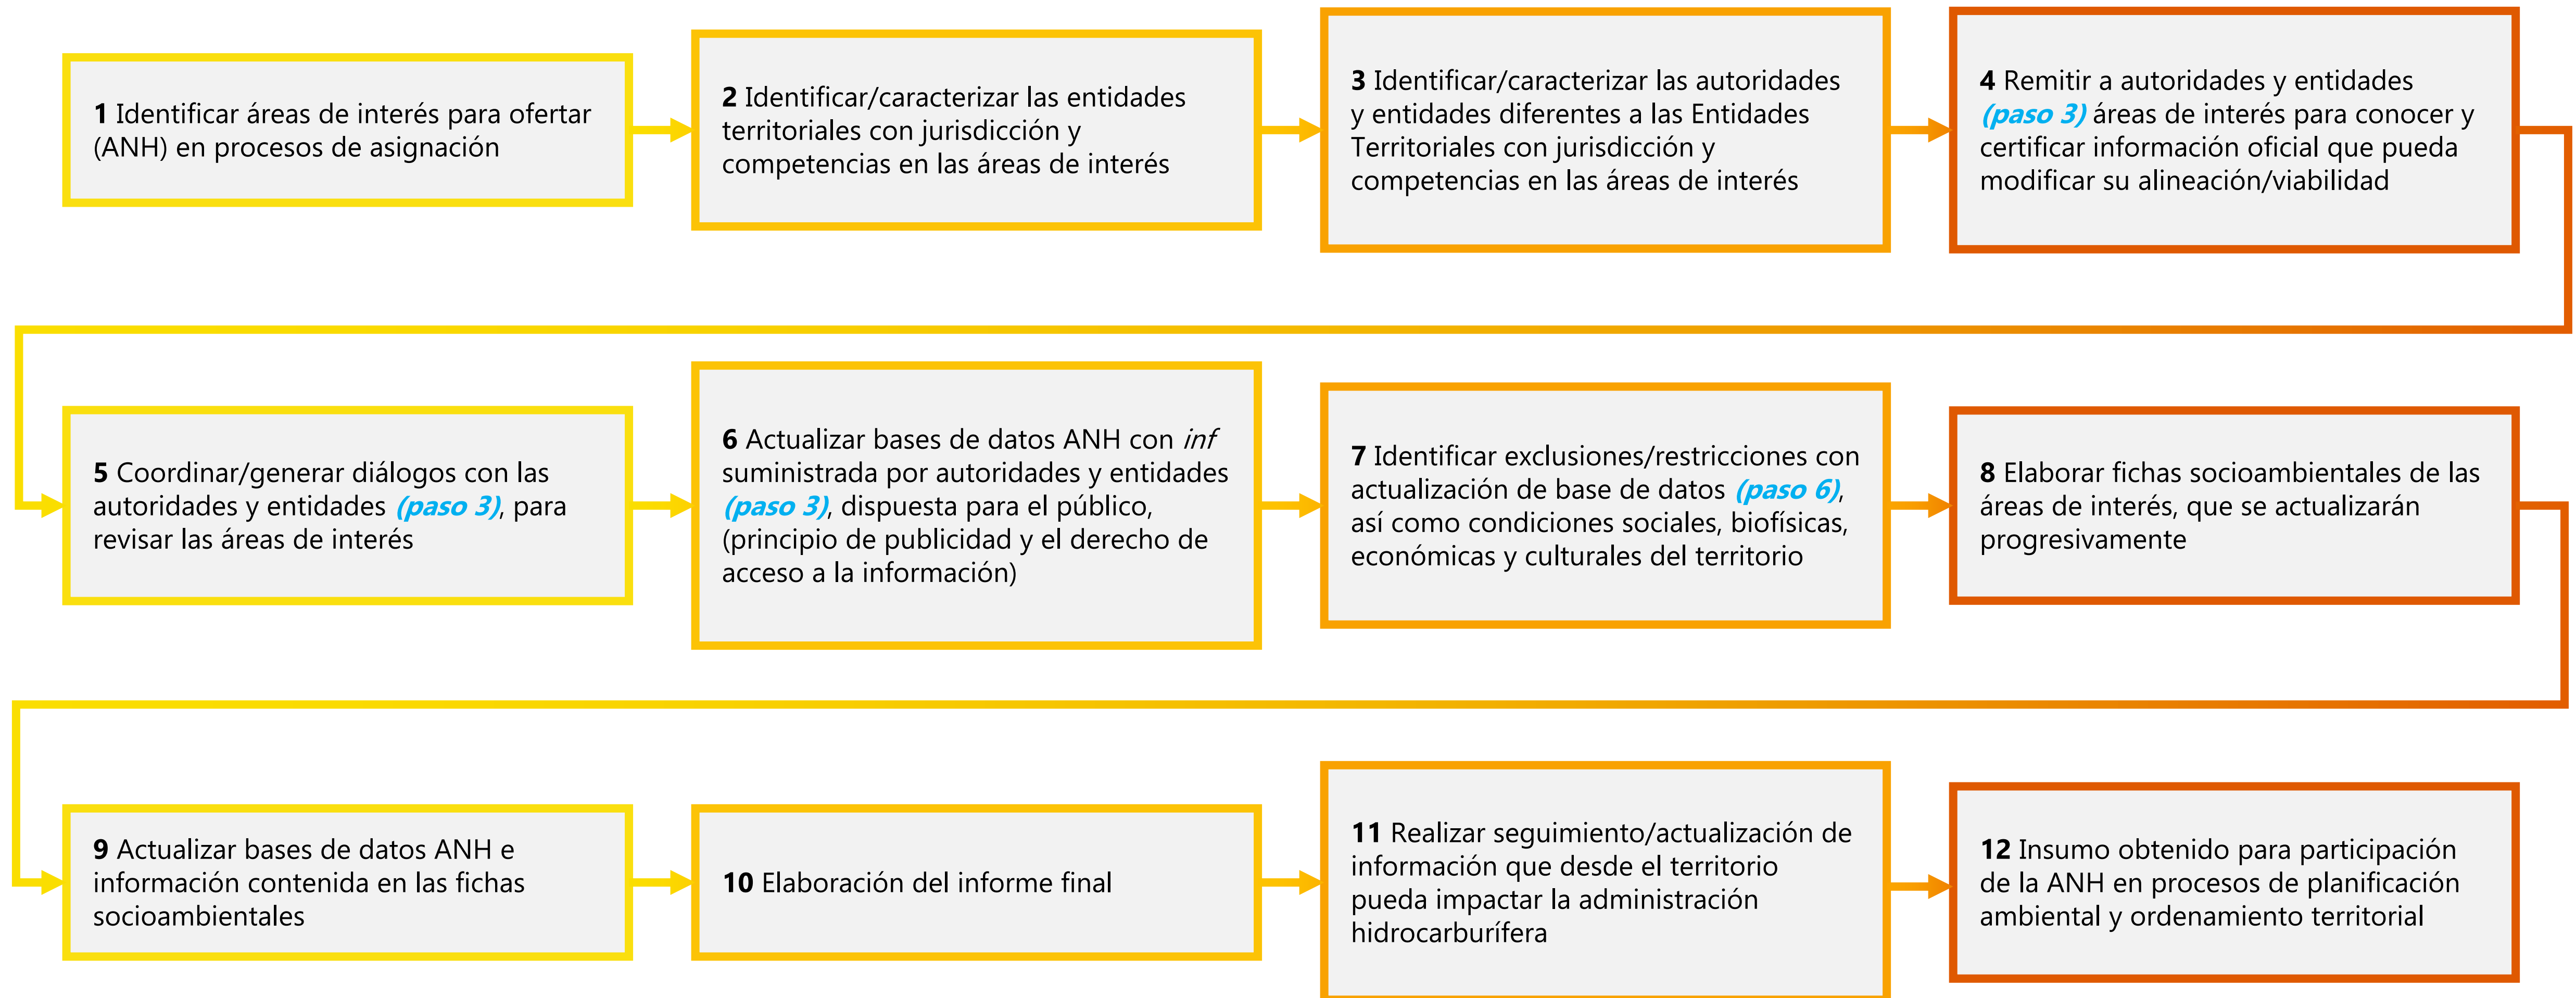 1 Identificar áreas de interés para ofertar
(ANH) en procesos de asignación
2 Identificar/caracterizar las entidades
territoriales con jurisdicción y
competencias en las áreas de interés
3 Identificar/caracterizar las autoridades
y entidades diferentes a las Entidades
Territoriales con jurisdicción y
competencias en las áreas de interés
4 Remitir a autoridades y entidades
(paso 3) áreas de interés para conocer y
certificar información oficial que pueda
modificar su alineación/viabilidad
5 Coordinar/generar diálogos con las
autoridades y entidades (paso 3), para
revisar las áreas de interés
6 Actualizar bases de datos ANH con inf
suministrada por autoridades y entidades
(paso 3), dispuesta para el público,
(principio de publicidad y el derecho de
acceso a la información)
7 Identificar exclusiones/restricciones con
actualización de base de datos (paso 6),
así como condiciones sociales, biofísicas,
económicas y culturales del territorio
8 Elaborar fichas socioambientales de las
áreas de interés, que se actualizarán
progresivamente
9 Actualizar bases de datos ANH e
información contenida en las fichas
socioambientales
10 Elaboración del informe final
11 Realizar seguimiento/actualización de
información que desde el territorio
pueda impactar la administración
hidrocarburífera
12 Insumo obtenido para participación
de la ANH en procesos de planificación
ambiental y ordenamiento territorial